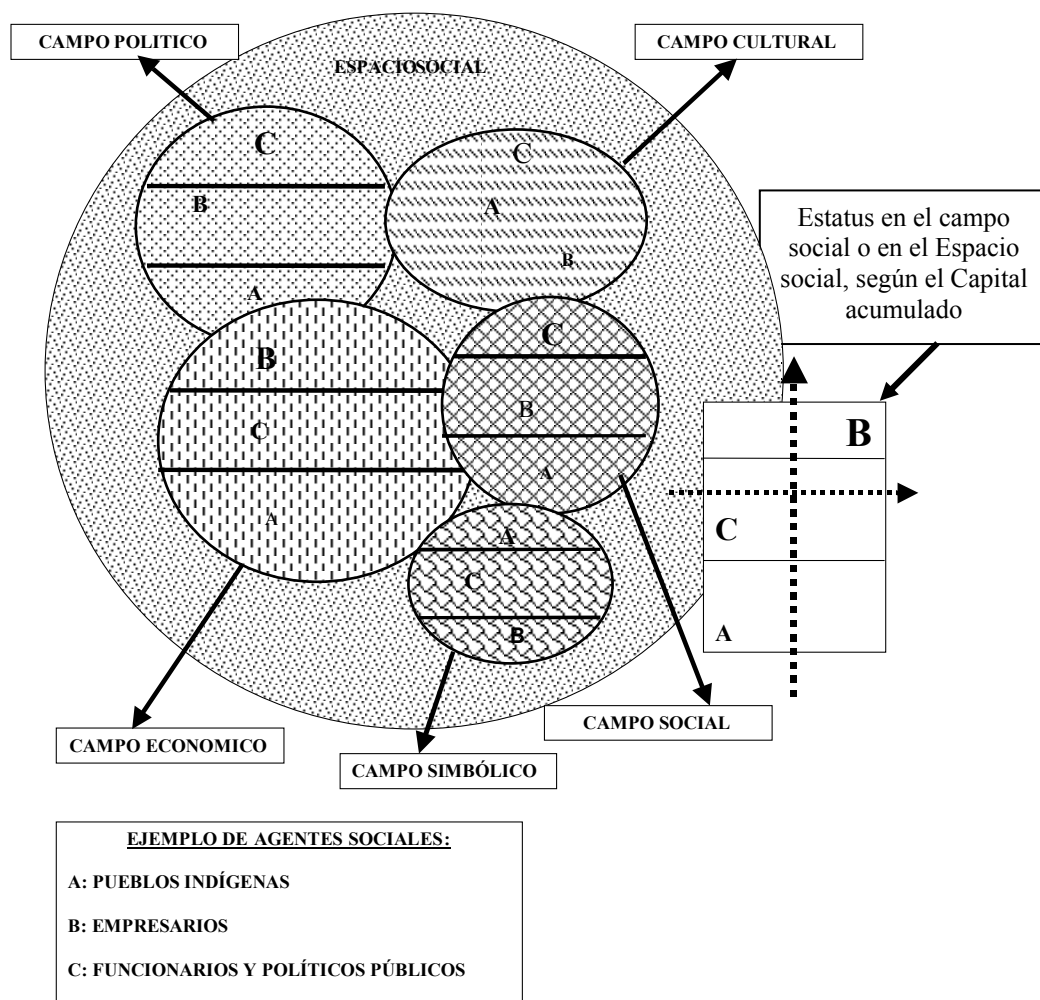 CAMPO POLITICO
CAMPO CULTURAL
ESPACIOSOCIAL
C
B
A
C
A
B
Estatus en el campo
social o en el Espacio
social, según el Capital
acumulado
B
C
A
C
B
A
B
C
A
A
C
B
CAMPO ECONOMICO
CAMPO SIMBÓLICO
CAMPO SOCIAL
EJEMPLO DE AGENTES SOCIALES:
A: PUEBLOS INDÍGENAS
B: EMPRESARIOS
C: FUNCIONARIOS Y POLÍTICOS PÚBLICOS